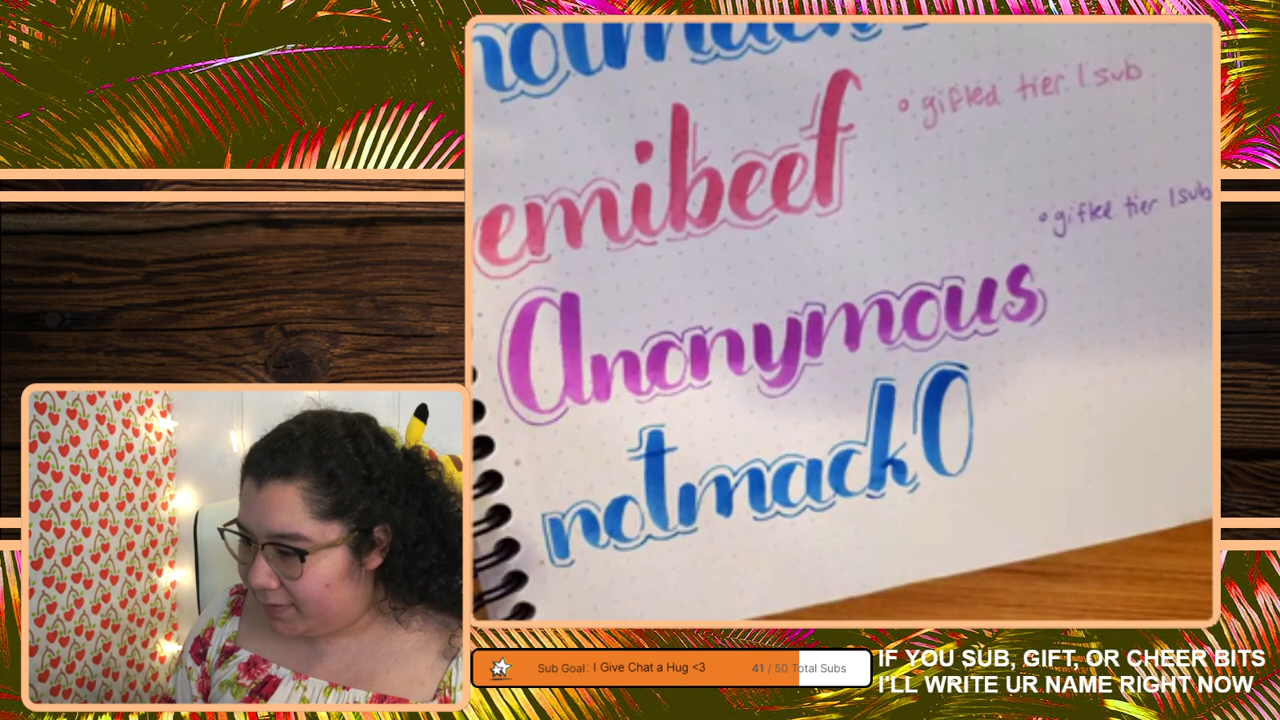 notmack
emibeef
° gifted tier 1 sub
° gifted tier 1 sub
Anonymous
notmack0
Sub Goal: I Give Chat a Hug <3 41 / 50 Total Subs
IF YOU SUB, GIFT, OR CHEER BITS
I'LL WRITE UR NAME RIGHT NOW